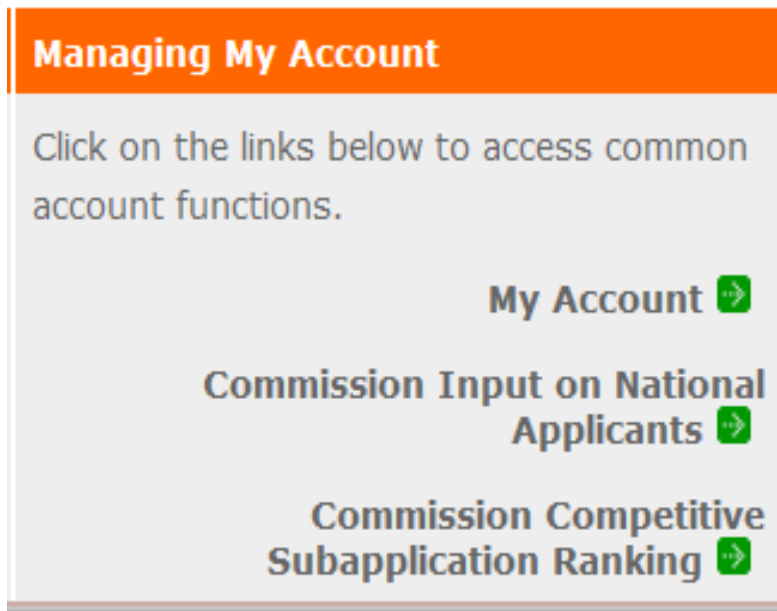 Managing My Account
Click on the links below to access common
account functions.
My Account
Commission Input on National
Applicants
Commission Competitive
Subapplication Ranking